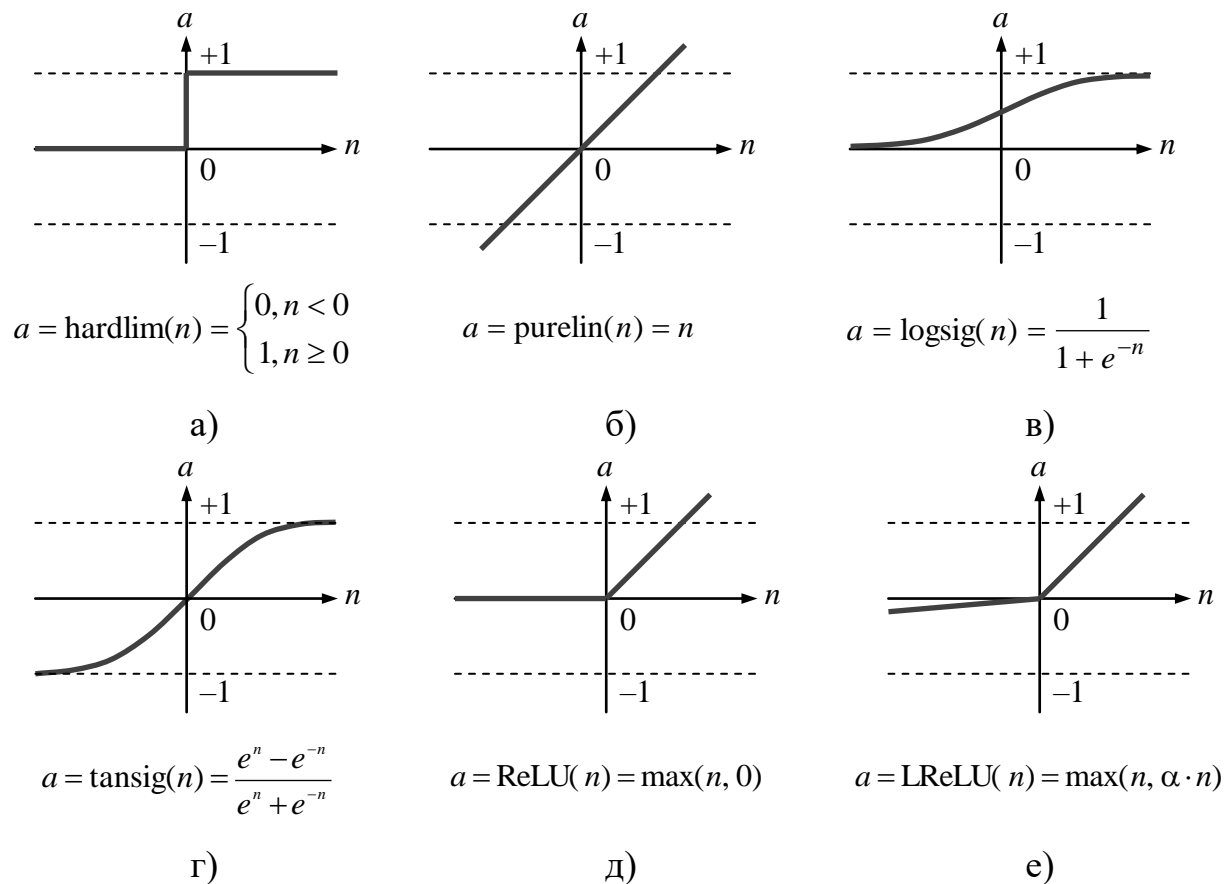 a a a
+1 +1 +1
n n n
0 0 0
–1 –1 –1
a = hardlim(n) = {0, n < 0
1, n ≥ 0
a = purelin(n) = n
a = logsig(n) = 1 / (1 + e^{-n})
а) б) в)
a a a
+1 +1 +1
n n n
0 0 0
–1 –1 –1
a = tansig(n) = (e^n − e^{−n}) / (e^n + e^{−n})
a = ReLU(n) = max(n, 0)
a = LReLU(n) = max(n, α · n)
г) д) е)